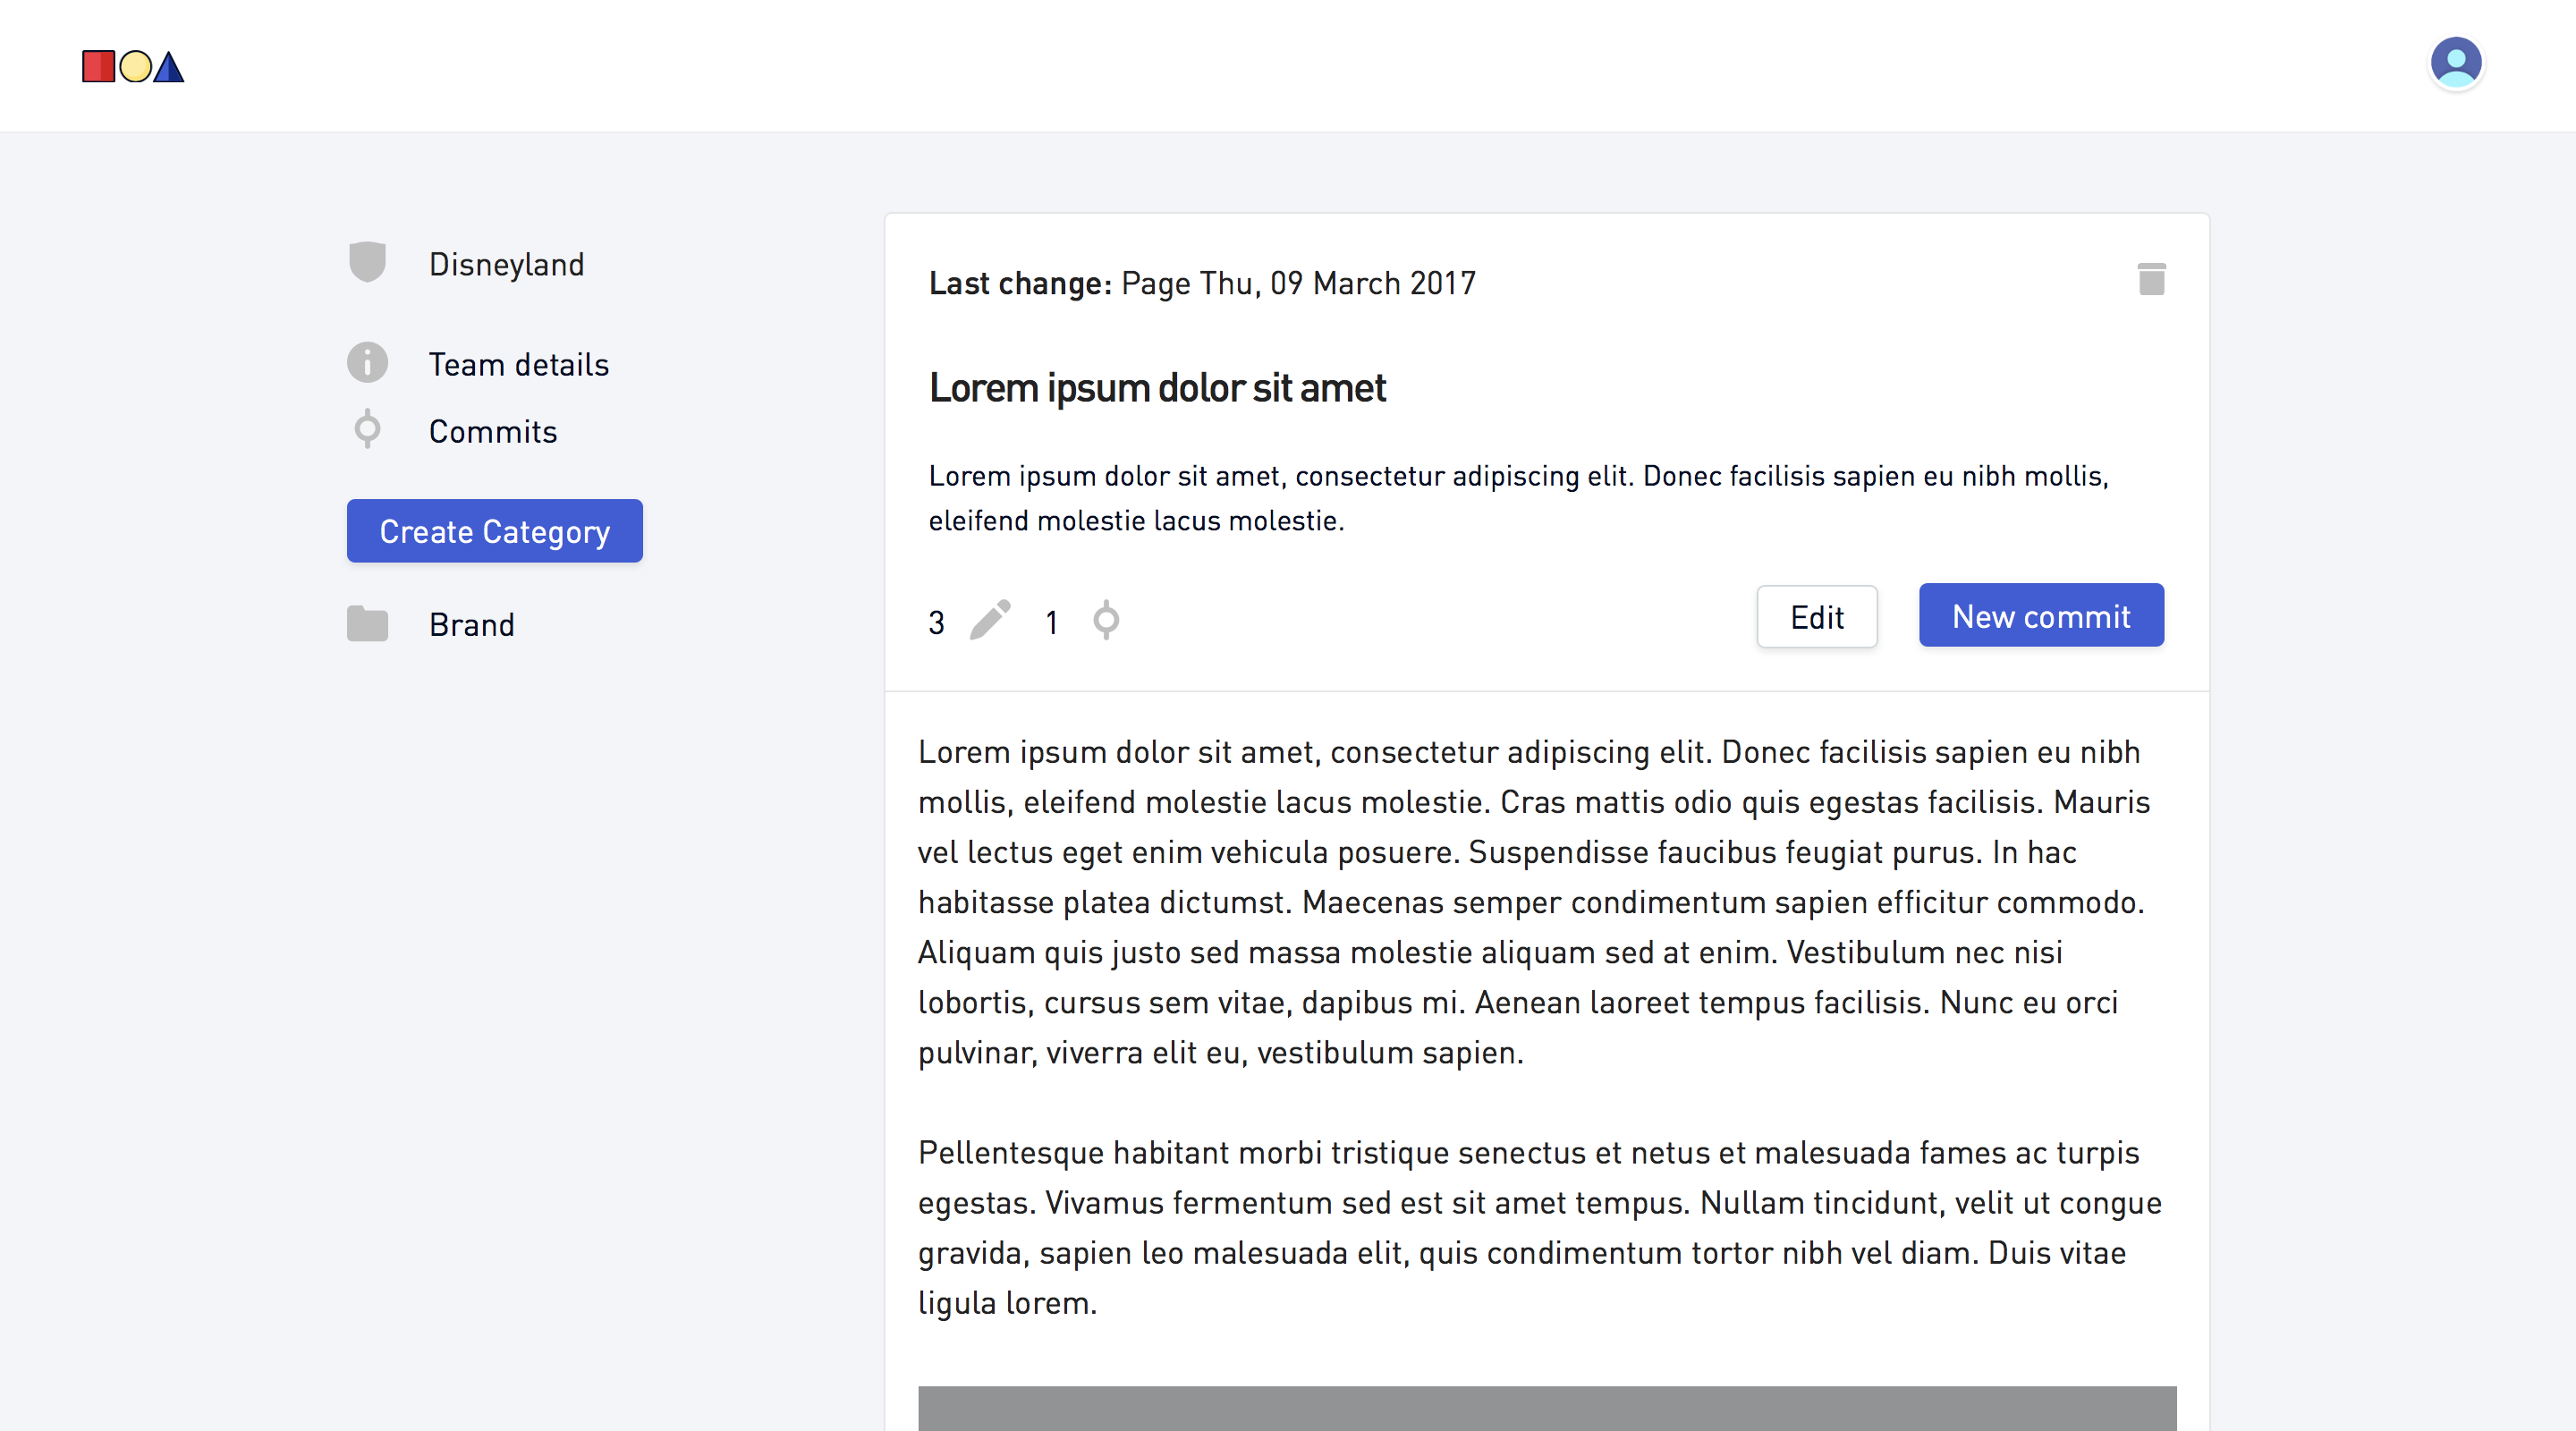 Disneyland
Team details
Commits
Create Category
Brand
Last change: Page Thu, 09 March 2017
Lorem ipsum dolor sit amet
Lorem ipsum dolor sit amet, consectetur adipiscing elit. Donec facilisis sapien eu nibh mollis,
eleifend molestie lacus molestie.
3 1
Edit
New commit
Lorem ipsum dolor sit amet, consectetur adipiscing elit. Donec facilisis sapien eu nibh
mollis, eleifend molestie lacus molestie. Cras mattis odio quis egestas facilisis. Mauris
vel lectus eget enim vehicula posuere. Suspendisse faucibus feugiat purus. In hac
habitasse platea dictumst. Maecenas semper condimentum sapien efficitur commodo.
Aliquam quis justo sed massa molestie aliquam sed at enim. Vestibulum nec nisi
lobortis, cursus sem vitae, dapibus mi. Aenean laoreet tempus facilisis. Nunc eu orci
pulvinar, viverra elit eu, vestibulum sapien.
Pellentesque habitant morbi tristique senectus et netus et malesuada fames ac turpis
egestas. Vivamus fermentum sed est sit amet tempus. Nullam tincidunt, velit ut congue
gravida, sapien leo malesuada elit, quis condimentum tortor nibh vel diam. Duis vitae
ligula lorem.